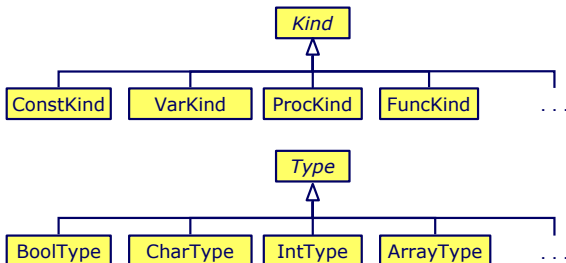 Kind
ConstKind VarKind ProcKind FuncKind . . .
Type
BoolType CharType IntType ArrayType . . .